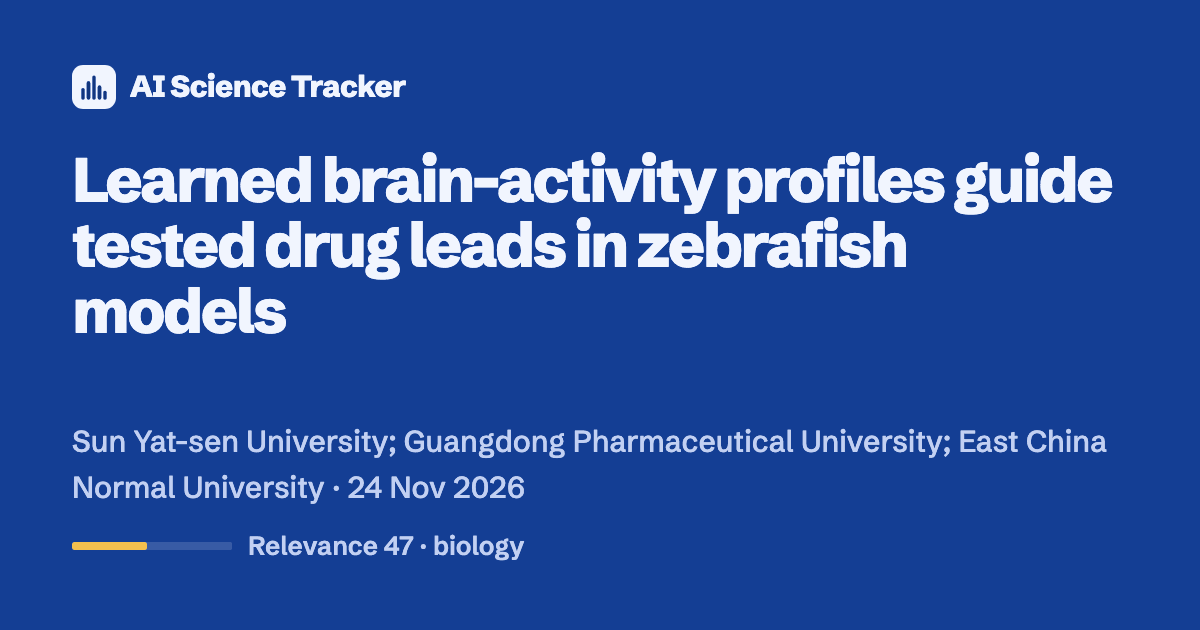 AI Science Tracker
Learned brain-activity profiles guide
tested drug leads in zebrafish
models
Sun Yat-sen University; Guangdong Pharmaceutical University; East China
Normal University · 24 Nov 2026
Relevance 47 · biology